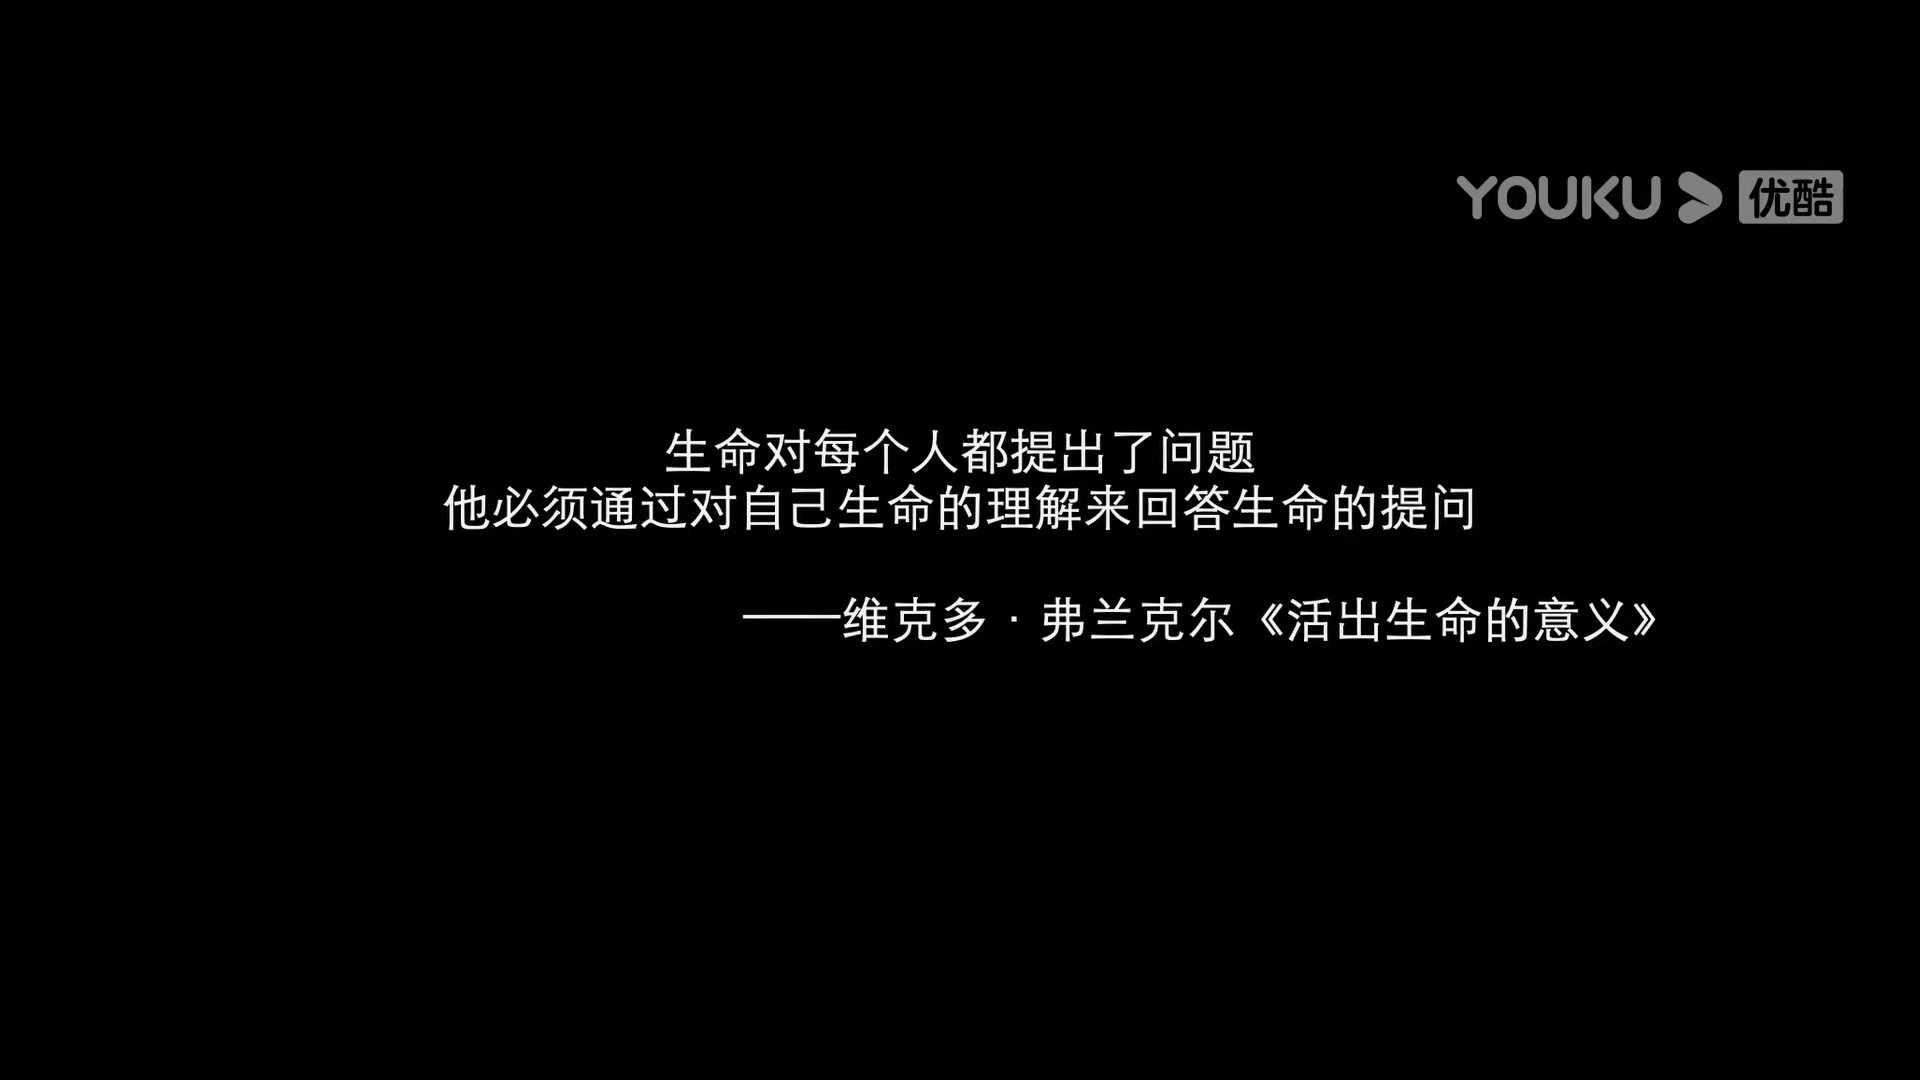 YOUKU 优酷
生命对每个人都提出了问题
他必须通过对自己生命的理解来回答生命的提问
——维克多·弗兰克尔《活出生命的意义》